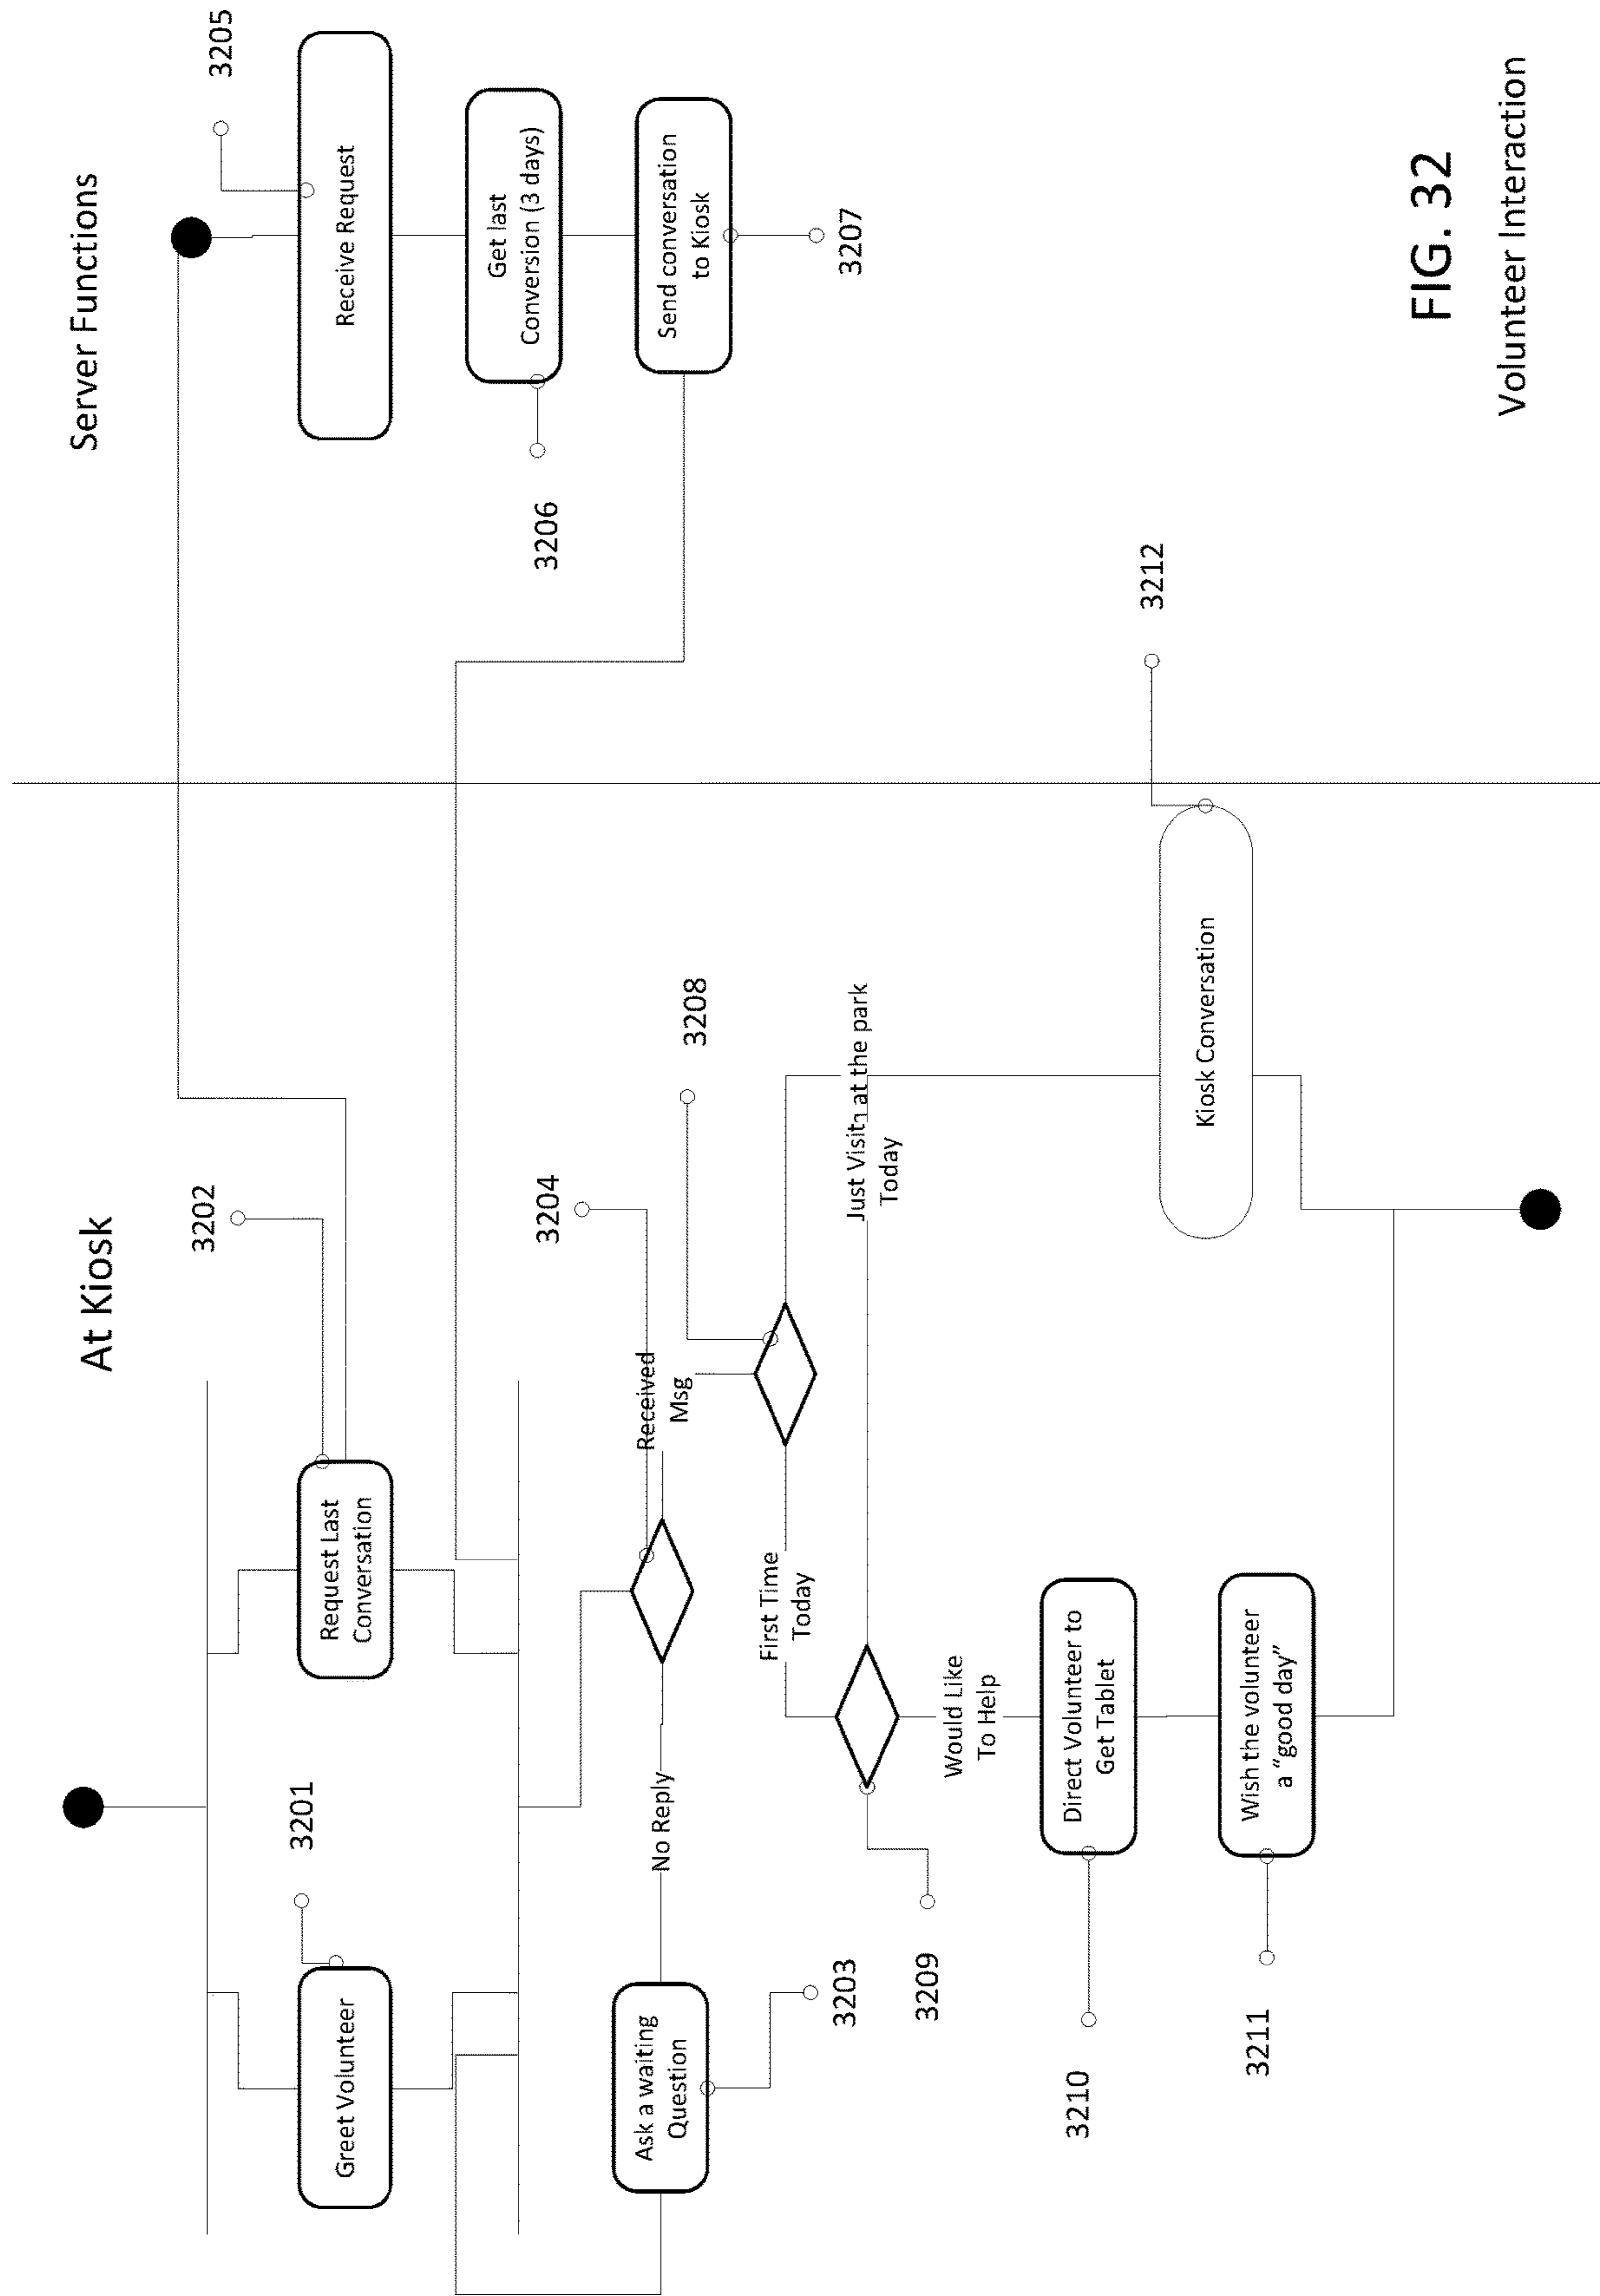 At Kiosk
Server Functions
3201
3202
3205
Greet Volunteer
Request Last
Conversation
Receive Request
3206
Get last
Conversion (3 days)
3204
Ask a waiting
Question
No Reply
Received
Msg
3208
Send conversation
to Kiosk
3207
3203
First Time
Today
Just Visitn at the park
Today
3209
Would Like
To Help
3210
Direct Volunteer to
Get Tablet
3212
3211
Wish the volunteer
a “good day”
Kiosk Conversation
FIG. 32
Volunteer Interaction